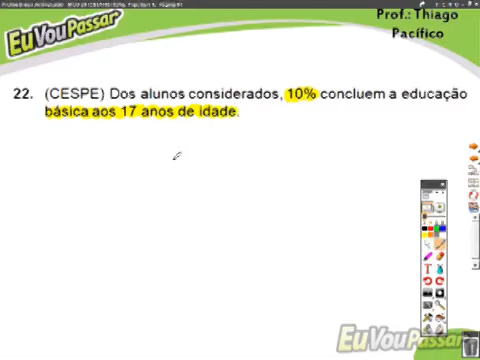 EuVouPassar
Prof.: Thiago
Pacífico
22. (CESPE) Dos alunos considerados, 10% concluem a educação
básica aos 17 anos de idade.
EuVouPassar